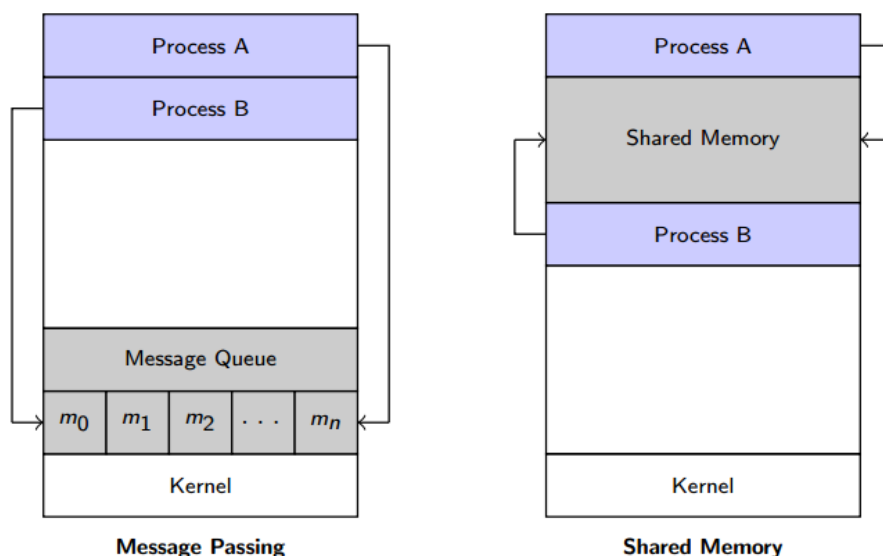 Process A
Process B
Message Queue
m0 m1 m2 . . . mn
Kernel
Message Passing
Process A
Shared Memory
Process B
Kernel
Shared Memory